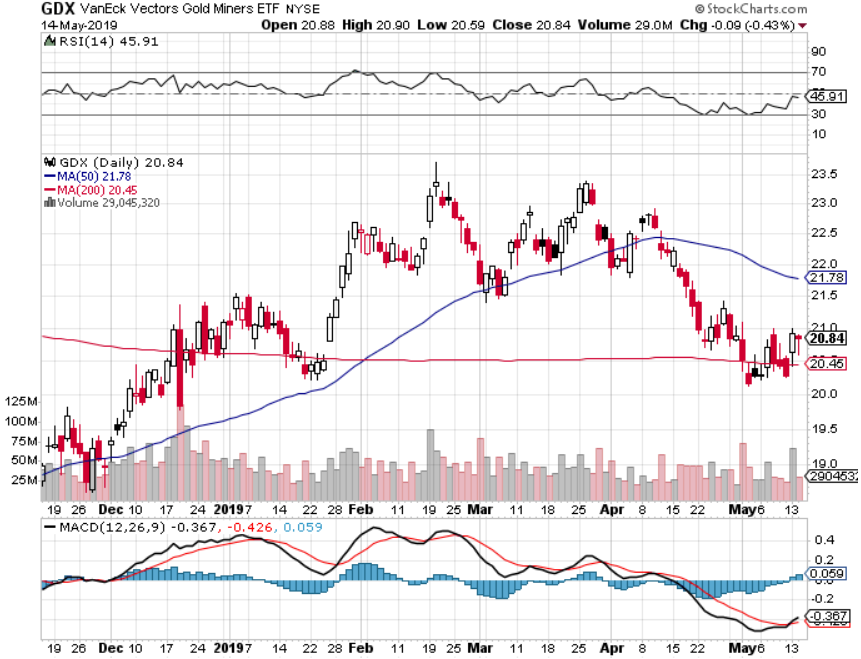 GDX VanEck Vectors Gold Miners ETF NYSE © StockCharts.com
14-May-2019 Open 20.88 High 20.90 Low 20.59 Close 20.84 Volume 29.0M Chg -0.09 (-0.43%)
RSI(14) 45.91
90
70
45.91
30
10
GDX (Daily) 20.84
MA(50) 21.78
MA(200) 20.45
Volume 29,045,320
23.5
23.0
22.5
22.0
21.78
21.5
21.0
20.84
20.45
20.0
19.5
19.0
125M
100M
75M
50M
25M
2904532
19 26 Dec 10 17 24 2019 7 14 22 28 Feb 11 19 25 Mar 11 18 25 Apr 8 15 22 May 6 13
MACD(12,26,9) -0.367, -0.426, 0.059
0.4
0.2
0.059
-0.2
-0.367
19 26 Dec 10 17 24 2019 7 14 22 28 Feb 11 19 25 Mar 11 18 25 Apr 8 15 22 May 6 13